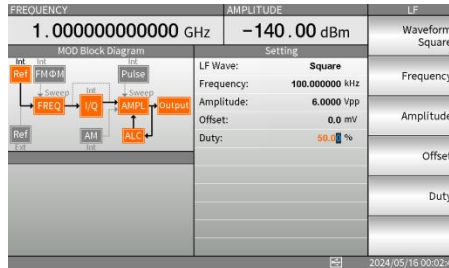 FREQUENCY
AMPLITUDE
LF
1.000000000000 GHz
-140.00 dBm
MOD Block Diagram
Setting
Int Int Int
Ref FMΦM Pulse
Sweep Int Sweep
FREQ I/Q AMPL Output
Ref AM ALC
Ext Int
LF Wave: Square
Frequency: 100.000000 kHz
Amplitude: 6.0000 Vpp
Offset: 0.0 mV
Duty: 50.00 %
Waveform
Square
Frequency
Amplitude
Offset
Duty
2024/05/16 00:02: